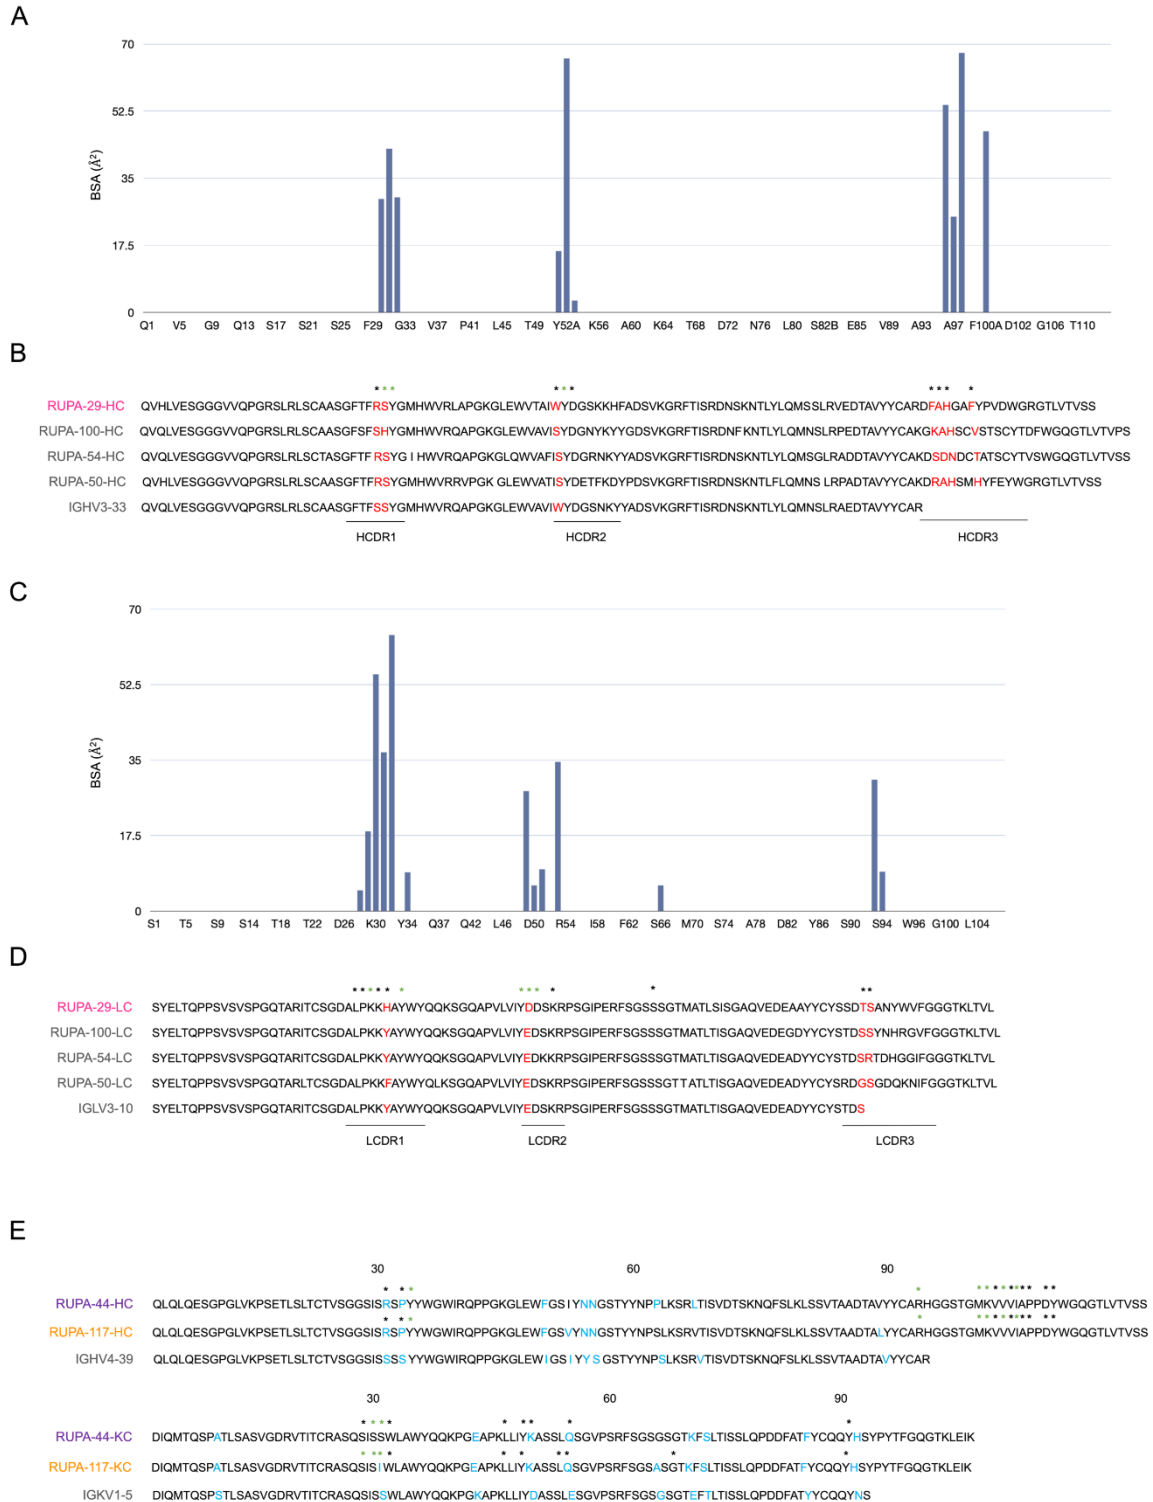 A
70
52.5
35
17.5
0
BSA (Å²)
Q1 V5 G9 Q13 S17 S21 S25 F29 G33 V37 P41 L45 T49 Y52A K56 A60 K64 T68 D72 N76 L80 S82B E85 V89 A93 A97 F100A D102 G106 T110
B
* * * * * * * * * *
RUPA-29-HC QVHLVESGGGVVQPGRSLRLSCAASGFTFRSYGMHWVRLAPGKGLEWVTAIWYDGSKKHFADSVKGRFTISRDNSKNTLYLQMSSLRVEDTAVYYCARDFAHGAFYPVDWGRGTLVTVSS
RUPA-100-HC QVQLVESGGGVVQPGRSLRLSCAASGFSFSHYGMHWVRQAPGKGLEWVAVISYDGYKYYGDSVKGRFTISRDNFKNTLYLQMNSLRPEDTAVYYCAKGKAHSCVSTSCYTDFWGQGTLVTVPS
RUPA-54-HC QVQLVESGGGVVQPGRSLRLSCTASGFTFRSYG I HWVRQAPGKGLQWVAFISYDGRNKYYADSVKGRFTISRDNSKNTLYLQMSGLRADDTAVYYCAKDSDNDCTATSCYTVSWGQGTLVTVSS
RUPA-50-HC QVQLVESGGGVVQPGRSLRLSCAASGFTFRSYGMHWVRRVPGK GLEWVATISYDETFKDYPDSVKGRFTISRDNSKNTLFLQMNS LRPADTAVYYCAKDRAHSMHYFEYWGRGTLVTVSS
IGHV3-33 QVQLVESGGGVVQPGRSLRLSCAASGFTFSSYGMHWVRQAPGKGLEWVAVIWYDGSNKYYADSVKGRFTISRDNSKNTLYLQMNSLRAEDTAVYYCAR
HCDR1 HCDR2 HCDR3
C
70
52.5
35
17.5
0
BSA (Å²)
S1 T5 S9 S14 T18 T22 D26 K30 Y34 Q37 Q42 L46 D50 R54 I58 F62 S66 M70 S74 A78 D82 Y86 S90 S94 W96 G100 L104
D
* * * * * * * * * * * * *
RUPA-29-LC SYELTQPPSVSVSPGQTARITCSGDALPKKHAYWYQQKSGQAPVLVIYDDSKRPSGIPERFSGSSSGTMATLSISGAQVEDEAAYYCYSSDTSANYWVFGGGTKLTVL
RUPA-100-LC SYELTQPPSVSVSPGQTARITCSGDALPKKYAYWYQQKSGQAPVLVIYEDSKRPSGIPERFSGSSSGTMATLTISGAQVEDEGDYYCYSTDSSYNHRGVFGGGTKLTVL
RUPA-54-LC SYELTQPPSVSVSPGQTARITCSGDALPKKYAYWYQQKSGQAPVLVIYEDKKRPSGIPERFSGSSSGTMATLTISGAQVEDEADYYCYSTDSRTDHGGIFGGGTKLTVL
RUPA-50-LC SYELTQPPSVSVSPGQTARLTCSGDALPKKFAYWYQLKSGQAPVLVIYEDSKRPSGIPERFSGSSSGTTATLTISGAQVEDEADYYCYSRDGSGDQKNIFGGGTKLTVL
IGLV3-10 SYELTQPPSVSVSPGQTARITCSGDALPKKYAYWYQQKSGQAPVLVIYEDSKRPSGIPERFSGSSSGTMATLTISGAQVEDEADYYCYSTDS
LCDR1 LCDR2 LCDR3
E
30 60 90
* * * * * * * * * * * * *
RUPA-44-HC QLQLQESGPGLVKPSETLSLTCTVSGGSISRSPYYWGWIRQPPGKGLEWFGSIYNNGSTYYNPPLKSRLTISVDTSKNQFSLKLSSVTAADTAVYYCARHGGSTGMKVVVIAPPDYWGQGTLVTVSS
* * * * * * * * * * * * *
RUPA-117-HC QLQLQESGPGLVKPSETLSLTCTVSGGSISRSPYYWGWIRQPPGKGLEWFGSVYNNGSTYYNPSLKSRVTISVDTSKNQFSLKLSSVTAADTALYYCARHGGSTGMKVVVIAPPDYWGQGTLVTVSS
IGHV4-39 QLQLQESGPGLVKPSETLSLTCTVSGGSISSSSYYWGWIRQPPGKGLEWIGSIYYSGSTYYNPSLKSRVTISVDTSKNQFSLKLSSVTAADTAVYYCAR
30 60 90
* * * * * * * * *
RUPA-44-KC DIQMTQSPATLSASVGDRVTITCRASQSISSWLAWYQQKPGEAPKLLIYKASSLQSGVPSRFSGSGSGTKFSLTISSLQPDDFATFYCQQYHSYPYTFGQGTKLEIK
* * * * * * * * * *
RUPA-117-KC DIQMTQSPATLSASVGDRVTITCRASQSISIWLAWYQQKPGEAPKLLIYKASSLQSGVPSRFSGSASGTKFSLTISSLQPDDFATFYCQQYHSYPYTFGQGTKLEIK
IGKV1-5 DIQMTQSPSTLSASVGDRVTITCRASQSISSWLAWYQQKPGKAPKLLIYDASSLESGVPSRFSGSGSGTEFTLTISSLQPDDFATYYCQQYNS